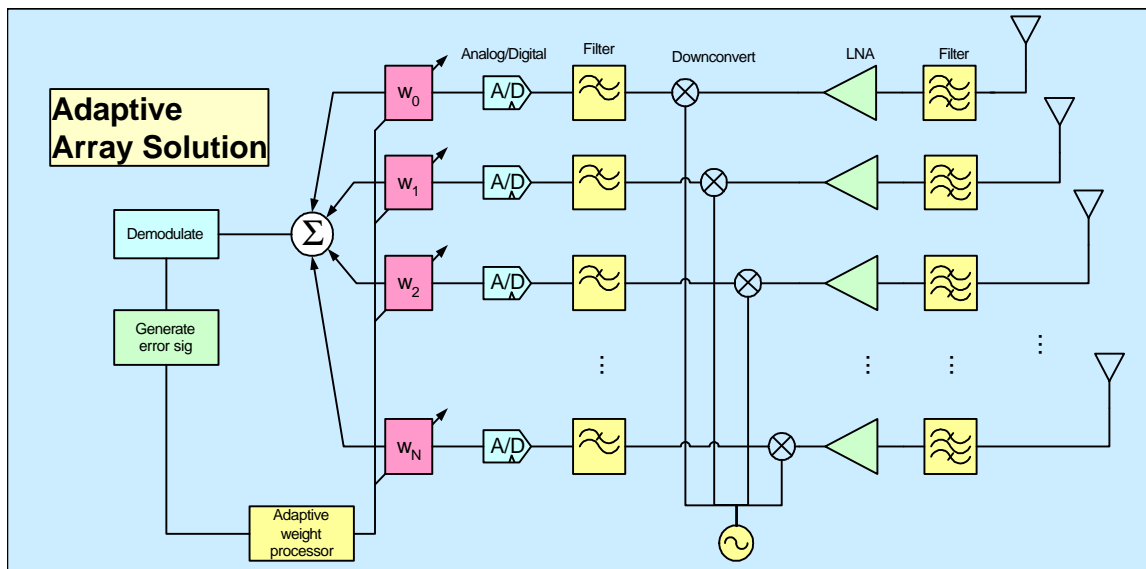 Analog/Digital Filter Downconvert LNA Filter
Adaptive
Array Solution
w0 A/D
w1 A/D
w2 A/D
Demodulate Σ
Generate
error sig
wN A/D
Adaptive
weight
processor